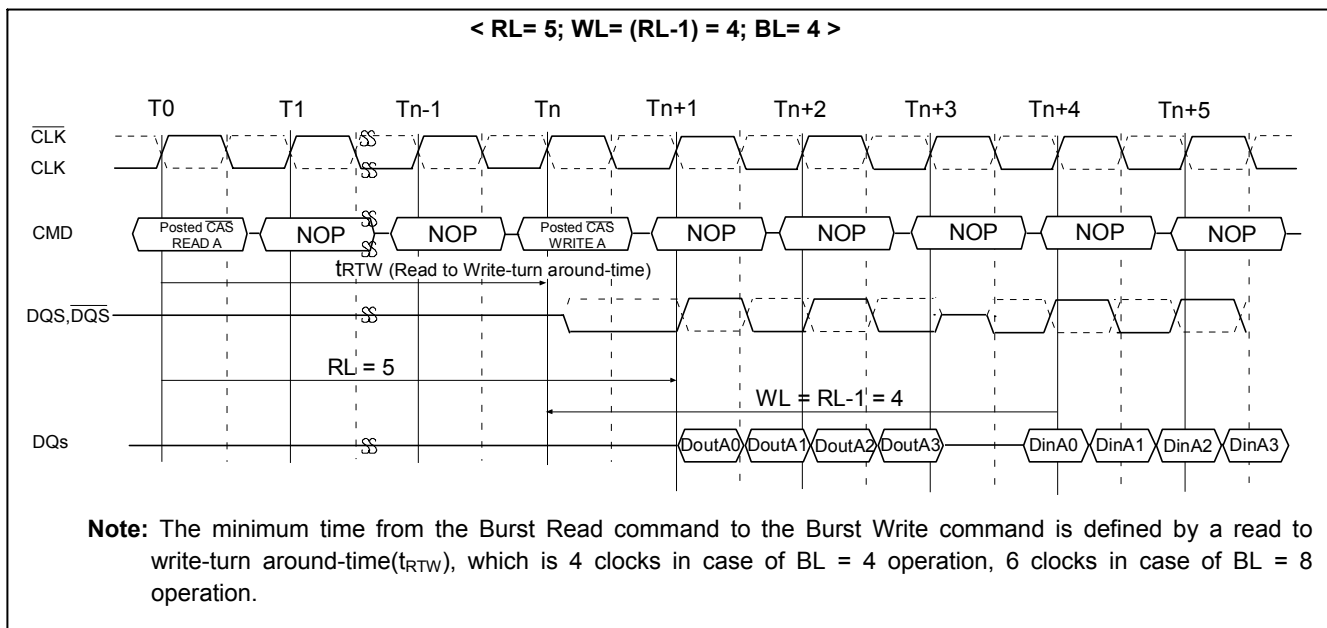 < RL= 5; WL= (RL-1) = 4; BL= 4 >
T0 T1 Tn-1 Tn Tn+1 Tn+2 Tn+3 Tn+4 Tn+5
CLK
CLK
CMD Posted CAS READ A NOP NOP Posted CAS WRITE A NOP NOP NOP NOP NOP
tRTW (Read to Write-turn around-time)
DQS,DQS
RL = 5
WL = RL-1 = 4
DQs DoutA0 DoutA1 DoutA2 DoutA3 DinA0 DinA1 DinA2 DinA3
Note: The minimum time from the Burst Read command to the Burst Write command is defined by a read to
write-turn around-time(tRTW), which is 4 clocks in case of BL = 4 operation, 6 clocks in case of BL = 8
operation.